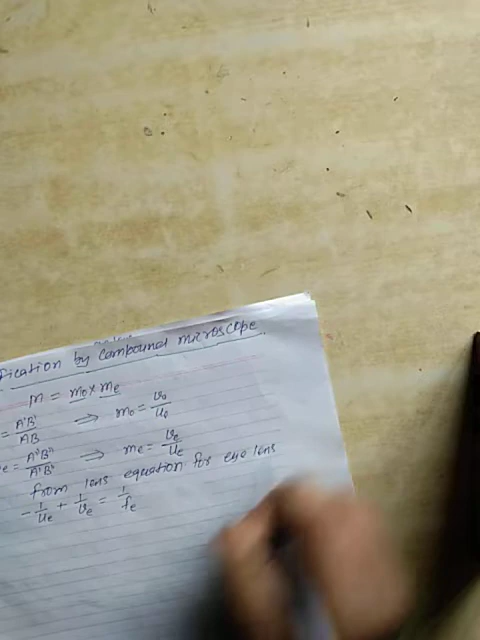 fication by Compound microscope
m = mo × me
= A'B'/AB ⇒ mo = vo/uo
e = A''B''/A'B' ⇒ me = ve/ue
from lens equation for eye lens
-1/ue + 1/ve = 1/fe